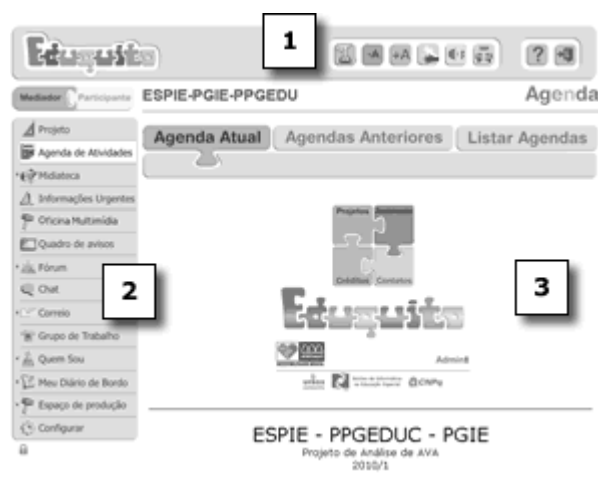 Eduquito
1
-A +A
?
Mediador Participante
ESPIE-PGIE-PPGEDU
Agenda
Agenda Atual
Agendas Anteriores
Listar Agendas
Projeto
Agenda de Atividades
Midiateca
Informações Urgentes
Oficina Multimídia
Quadro de avisos
Fórum
Chat
Correio
Grupo de Trabalho
Quem Sou
Meu Diário de Bordo
Espaço de produção
Configurar
2
3
Projetos
Créditos Contatos
Eduquito
CNPq
ESPIE - PPGEDUC - PGIE
Projeto de Análise de AVA
2010/1